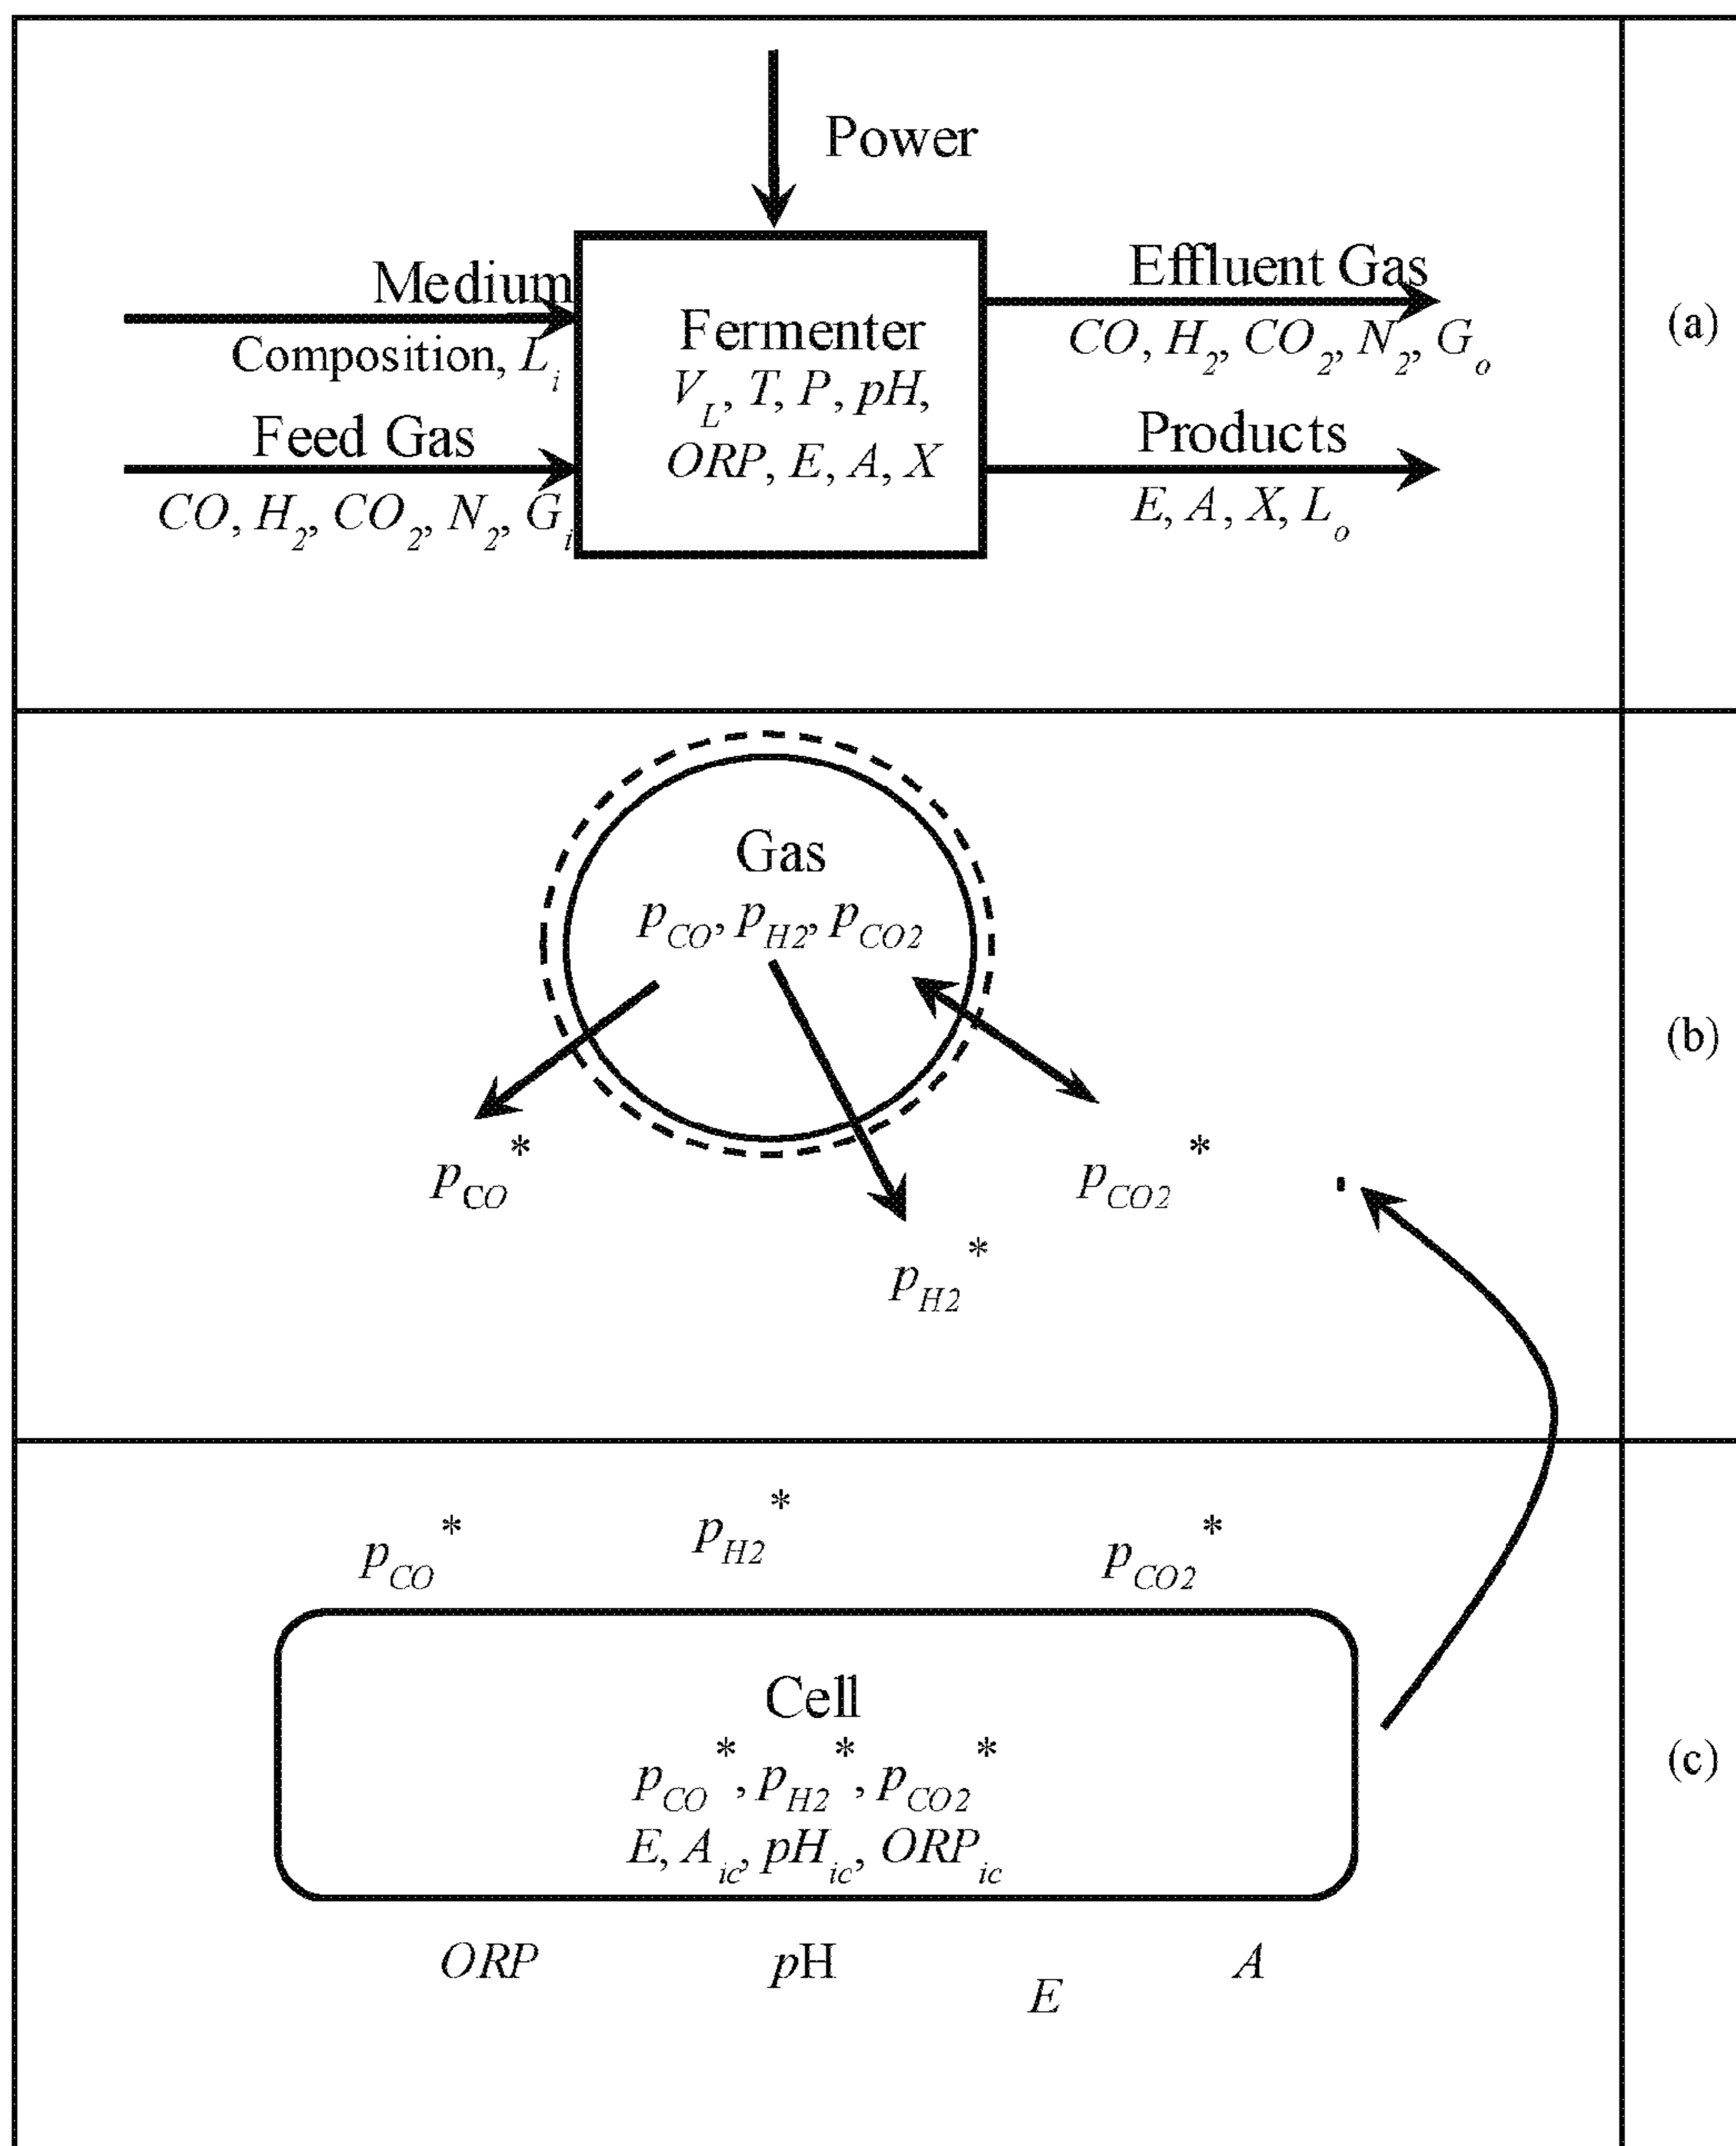 Power
Medium
Composition, L_i
Feed Gas
CO, H_2, CO_2, N_2, G_i
Fermenter
V_L, T, P, pH,
ORP, E, A, X
Effluent Gas
CO, H_2, CO_2, N_2, G_o
Products
E, A, X, L_o
(a)
Gas
p_CO, p_H2, p_CO2
p_CO*
p_H2*
p_CO2*
(b)
p_CO*
p_H2*
p_CO2*
Cell
p_CO*, p_H2*, p_CO2*
E, A_ic, pH_ic, ORP_ic
ORP
pH
E
A
(c)